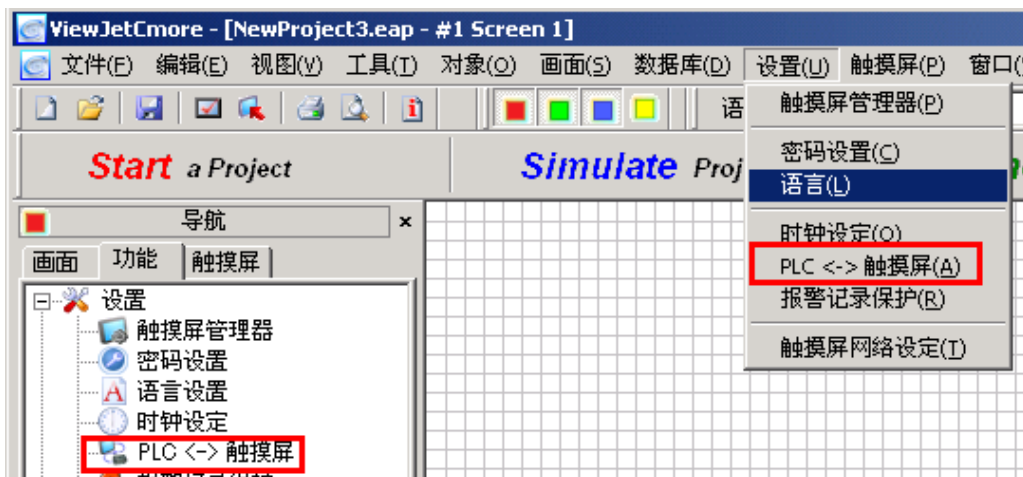 ViewJetCmore - [NewProject3.eap - #1 Screen 1]
文件(F) 编辑(E) 视图(V) 工具(T) 对象(O) 画面(S) 数据库(D) 设置(U) 触摸屏(P) 窗口(
语
触摸屏管理器(P)
密码设置(C)
语言(L)
时钟设定(O)
PLC <-> 触摸屏(A)
报警记录保护(R)
触摸屏网络设定(T)
Start a Project
Simulate Proj
导航
画面 功能 触摸屏
设置
触摸屏管理器
密码设置
语言设置
时钟设定
PLC <-> 触摸屏